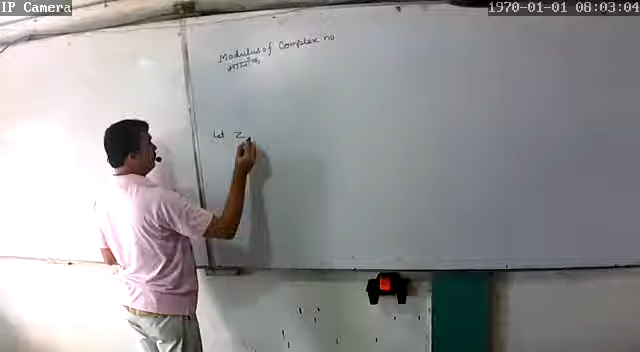 IP Camera 1970-01-01 08:03:04
Modulus of Complex no
Let Z